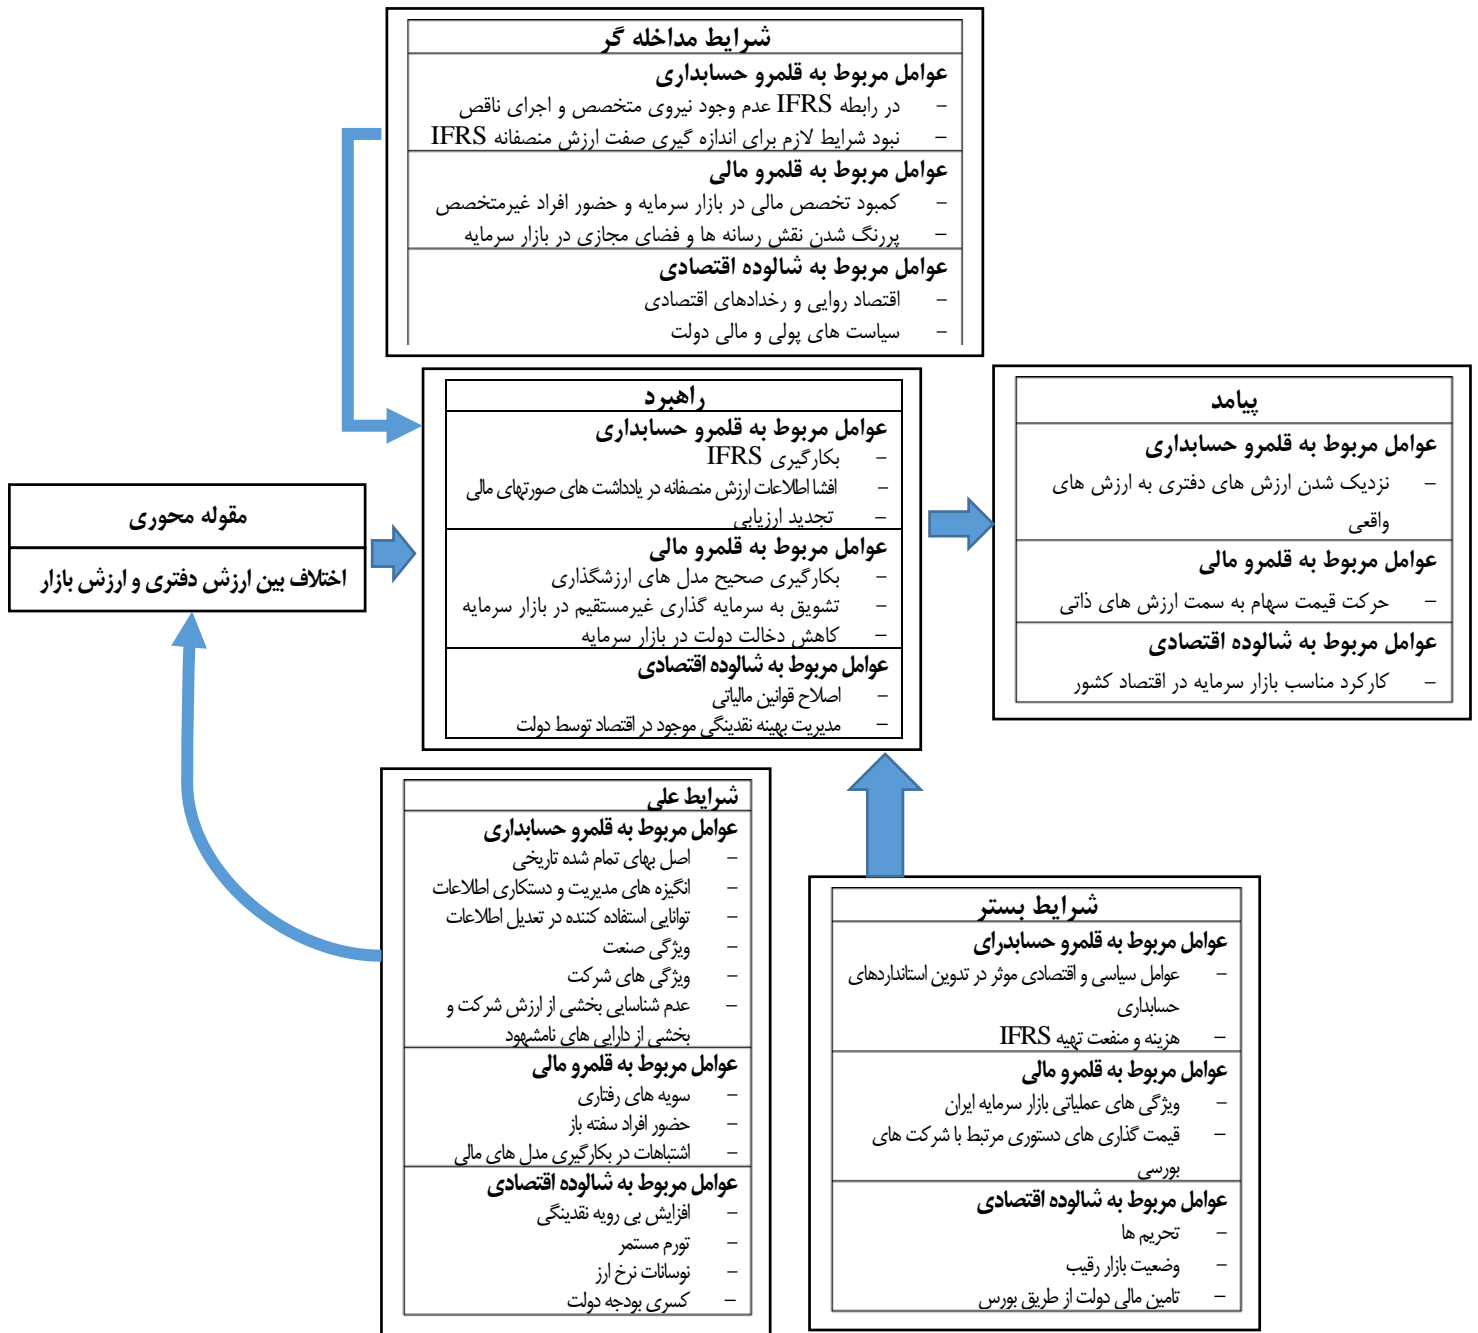 شرایط مداخله گر
عوامل مربوط به قلمرو حسابداری
- در رابطه IFRS عدم وجود نیروی متخصص و اجرای ناقص
- نبود شرایط لازم برای اندازه گیری صفت ارزش منصفانه IFRS
عوامل مربوط به قلمرو مالی
- کمبود تخصص مالی در بازار سرمایه و حضور افراد غیرمتخصص
- پررنگ شدن نقش رسانه ها و فضای مجازی در بازار سرمایه
عوامل مربوط به شالوده اقتصادی
- اقتصاد روایی و رخدادهای اقتصادی
- سیاست های پولی و مالی دولت
پیامد
عوامل مربوط به قلمرو حسابداری
- نزدیک شدن ارزش های دفتری به ارزش های
واقعی
عوامل مربوط به قلمرو مالی
- حرکت قیمت سهام به سمت ارزش های ذاتی
عوامل مربوط به شالوده اقتصادی
- کارکرد مناسب بازار سرمایه در اقتصاد کشور
راهبرد
عوامل مربوط به قلمرو حسابداری
- بکارگیری IFRS
- افشا اطلاعات ارزش منصفانه در یادداشت های صورتهای مالی
- تجدید ارزیابی
عوامل مربوط به قلمرو مالی
- بکارگیری صحیح مدل های ارزشگذاری
- تشویق به سرمایه گذاری غیرمستقیم در بازار سرمایه
- کاهش دخالت دولت در بازار سرمایه
عوامل مربوط به شالوده اقتصادی
- اصلاح قوانین مالیاتی
- مدیریت بهینه نقدینگی موجود در اقتصاد توسط دولت
مقوله محوری
اختلاف بین ارزش دفتری و ارزش بازار
شرایط بستر
عوامل مربوط به قلمرو حسابدرای
- عوامل سیاسی و اقتصادی موثر در تدوین استانداردهای
حسابداری
- هزینه و منفعت تهیه IFRS
عوامل مربوط به قلمرو مالی
- ویژگی های عملیاتی بازار سرمایه ایران
- قیمت گذاری های دستوری مرتبط با شرکت های
بورسی
عوامل مربوط به شالوده اقتصادی
- تحریم ها
- وضعیت بازار رقیب
- تامین مالی دولت از طریق بورس
شرایط علی
عوامل مربوط به قلمرو حسابداری
- اصل بهای تمام شده تاریخی
- انگیزه های مدیریت و دستکاری اطلاعات
- توانایی استفاده کننده در تعدیل اطلاعات
- ویژگی صنعت
- ویژگی های شرکت
- عدم شناسایی بخشی از ارزش شرکت و
بخشی از دارایی های نامشهود
عوامل مربوط به قلمرو مالی
- سویه های رفتاری
- حضور افراد سفته باز
- اشتباهات در بکارگیری مدل های مالی
عوامل مربوط به شالوده اقتصادی
- افزایش بی رویه نقدینگی
- تورم مستمر
- نوسانات نرخ ارز
- کسری بودجه دولت